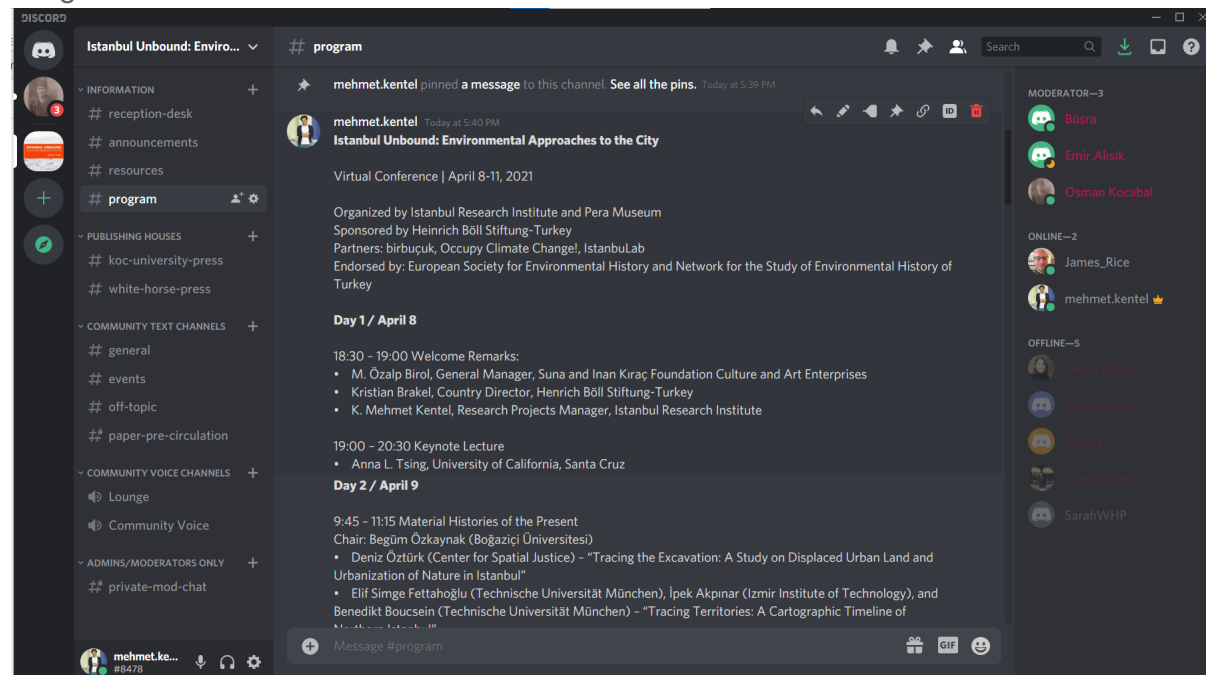 DISCORD
Istanbul Unbound: Enviro...
INFORMATION
# reception-desk
# announcements
# resources
# program
PUBLISHING HOUSES
# koc-university-press
# white-horse-press
COMMUNITY TEXT CHANNELS
# general
# events
# off-topic
# paper-pre-circulation
COMMUNITY VOICE CHANNELS
Lounge
Community Voice
ADMINS/MODERATORS ONLY
# private-mod-chat
mehmet.ke...
#8478
3
# program
Search
mehmet.kentel pinned a message to this channel. See all the pins. Today at 5:39 PM
mehmet.kentel Today at 5:40 PM
ID
Istanbul Unbound: Environmental Approaches to the City
Virtual Conference | April 8-11, 2021
Organized by Istanbul Research Institute and Pera Museum
Sponsored by Heinrich Böll Stiftung-Turkey
Partners: birbuçuk, Occupy Climate Change!, IstanbuLab
Endorsed by: European Society for Environmental History and Network for the Study of Environmental History of
Turkey
Day 1 / April 8
18:30 – 19:00 Welcome Remarks:
• M. Özalp Birol, General Manager, Suna and Inan Kıraç Foundation Culture and Art Enterprises
• Kristian Brakel, Country Director, Henrich Böll Stiftung-Turkey
• K. Mehmet Kentel, Research Projects Manager, Istanbul Research Institute
19:00 – 20:30 Keynote Lecture
• Anna L. Tsing, University of California, Santa Cruz
Day 2 / April 9
9:45 – 11:15 Material Histories of the Present
Chair: Begüm Özkaynak (Boğaziçi Üniversitesi)
• Deniz Öztürk (Center for Spatial Justice) – “Tracing the Excavation: A Study on Displaced Urban Land and
Urbanization of Nature in Istanbul”
• Elif Simge Fettahoğlu (Technische Universität München), İpek Akpınar (Izmir Institute of Technology), and
Benedikt Boucsein (Technische Universität München) – “Tracing Territories: A Cartographic Timeline of
Northern Istanbul”
Message #program
GIF
MODERATOR—3
Büşra
Emir.Alışık
Osman Kocabal
ONLINE—2
James_Rice
mehmet.kentel
OFFLINE—5
SarahWHP